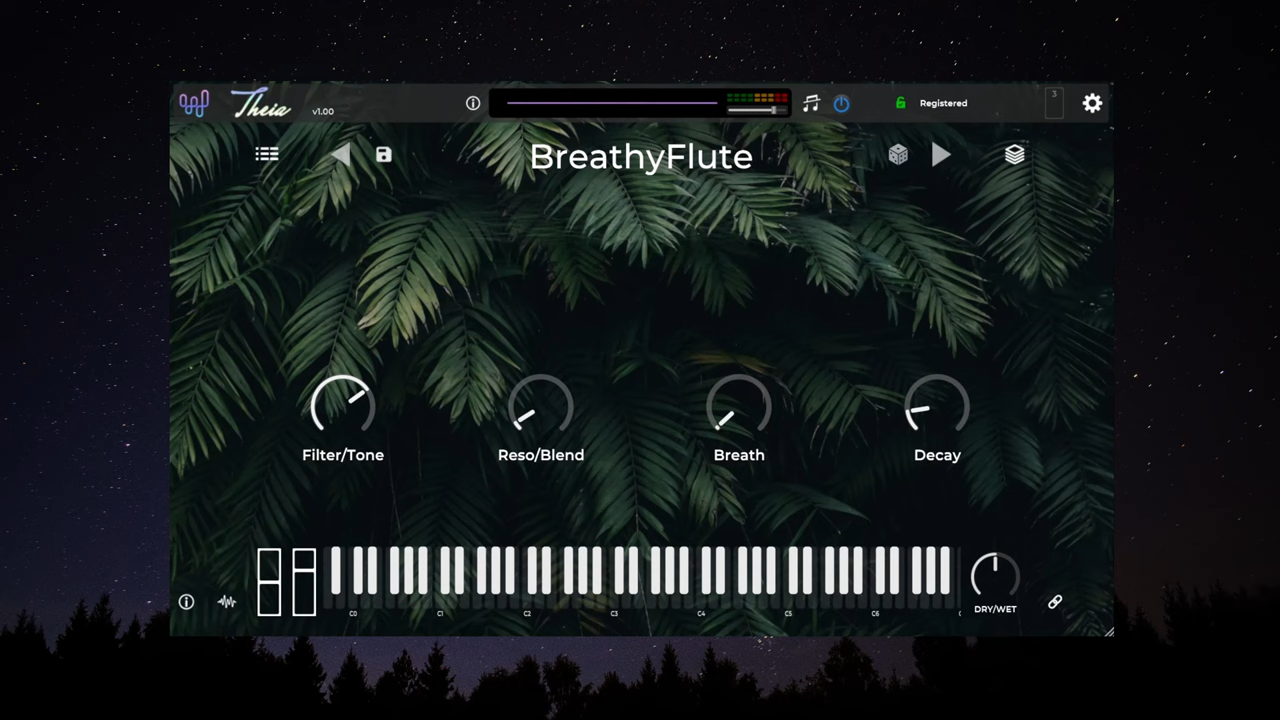 Theia
v1.00
Registered
3
BreathyFlute
Filter/Tone
Reso/Blend
Breath
Decay
C0
C1
C2
C3
C4
C5
C6
DRY/WET